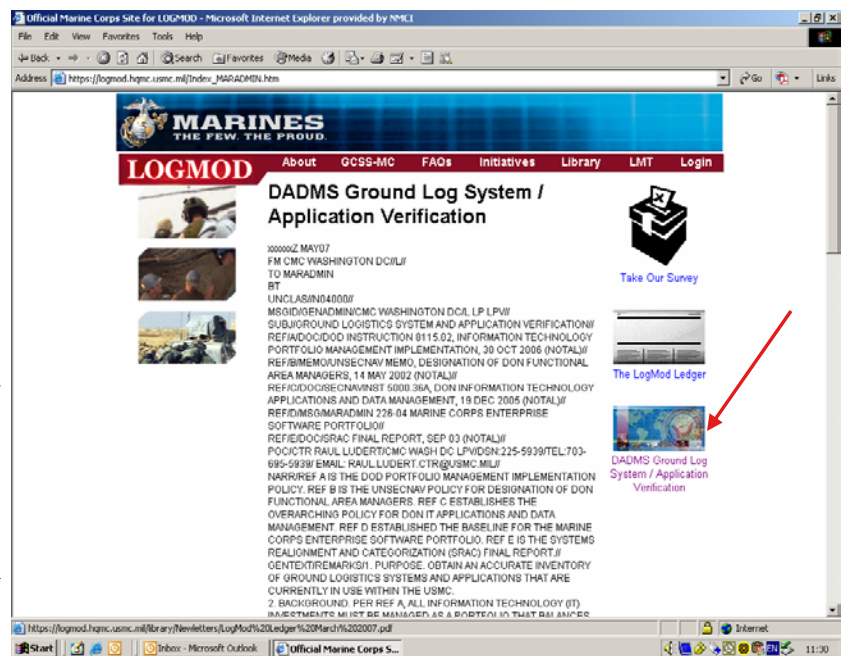 Official Marine Corps Site for LOGMOD - Microsoft Internet Explorer provided by NMCI
File Edit View Favorites Tools Help
Back Search Favorites Media
Address https://logmod.hqmc.usmc.mil/Index_MARADMIN.htm Go Links
MARINES
THE FEW. THE PROUD.
LOGMOD About GCSS-MC FAQs Initiatives Library LMT Login
DADMS Ground Log System /
Application Verification
xxxxxxZ MAY07
FM CMC WASHINGTON DC//L//
TO MARADMIN
BT
UNCLAS//N04000//
MSGID/GENADMIN/CMC WASHINGTON DC/L LP LPV//
SUBJ/GROUND LOGISTICS SYSTEM AND APPLICATION VERIFICATION//
REF/A/DOC/DOD INSTRUCTION 8115.02, INFORMATION TECHNOLOGY
PORTFOLIO MANAGEMENT IMPLEMENTATION, 30 OCT 2006 (NOTAL)//
REF/B/MEMO/UNSECNAV MEMO, DESIGNATION OF DON FUNCTIONAL
AREA MANAGERS, 14 MAY 2002 (NOTAL)//
REF/C/DOC/SECNAVINST 5000.36A, DON INFORMATION TECHNOLOGY
APPLICATIONS AND DATA MANAGEMENT, 19 DEC 2005 (NOTAL)//
REF/D/MSG/MARADMIN 226-04 MARINE CORPS ENTERPRISE
SOFTWARE PORTFOLIO//
REF/E/DOC/SRAC FINAL REPORT, SEP 03 (NOTAL)//
POC/CTR RAUL LUDERT/CMC WASH DC LPV/DSN:225-5939/TEL:703-
695-5939/ EMAIL: RAUL.LUDERT.CTR@USMC.MIL//
NARR/REF A IS THE DOD PORTFOLIO MANAGEMENT IMPLEMENTATION
POLICY. REF B IS THE UNSECNAV POLICY FOR DESIGNATION OF DON
FUNCTIONAL AREA MANAGERS. REF C ESTABLISHES THE
OVERARCHING POLICY FOR DON IT APPLICATIONS AND DATA
MANAGEMENT. REF D ESTABLISHED THE BASELINE FOR THE MARINE
CORPS ENTERPRISE SOFTWARE PORTFOLIO. REF E IS THE SYSTEMS
REALIGNMENT AND CATEGORIZATION (SRAC) FINAL REPORT.//
GENTEXT/REMARKS/1. PURPOSE. OBTAIN AN ACCURATE INVENTORY
OF GROUND LOGISTICS SYSTEMS AND APPLICATIONS THAT ARE
CURRENTLY IN USE WITHIN THE USMC.
2. BACKGROUND. PER REF A, ALL INFORMATION TECHNOLOGY (IT)
INVESTMENTS MUST BE MANAGED AS A PORTFOLIO THAT BALANCES
Take Our Survey
The LogMod Ledger
DADMS Ground Log
System / Application
Verification
https://logmod.hqmc.usmc.mil/library/Newletters/LogMod%20Ledger%20March%202007.pdf Internet
Start Inbox - Microsoft Outlook Official Marine Corps S... EN 11:30